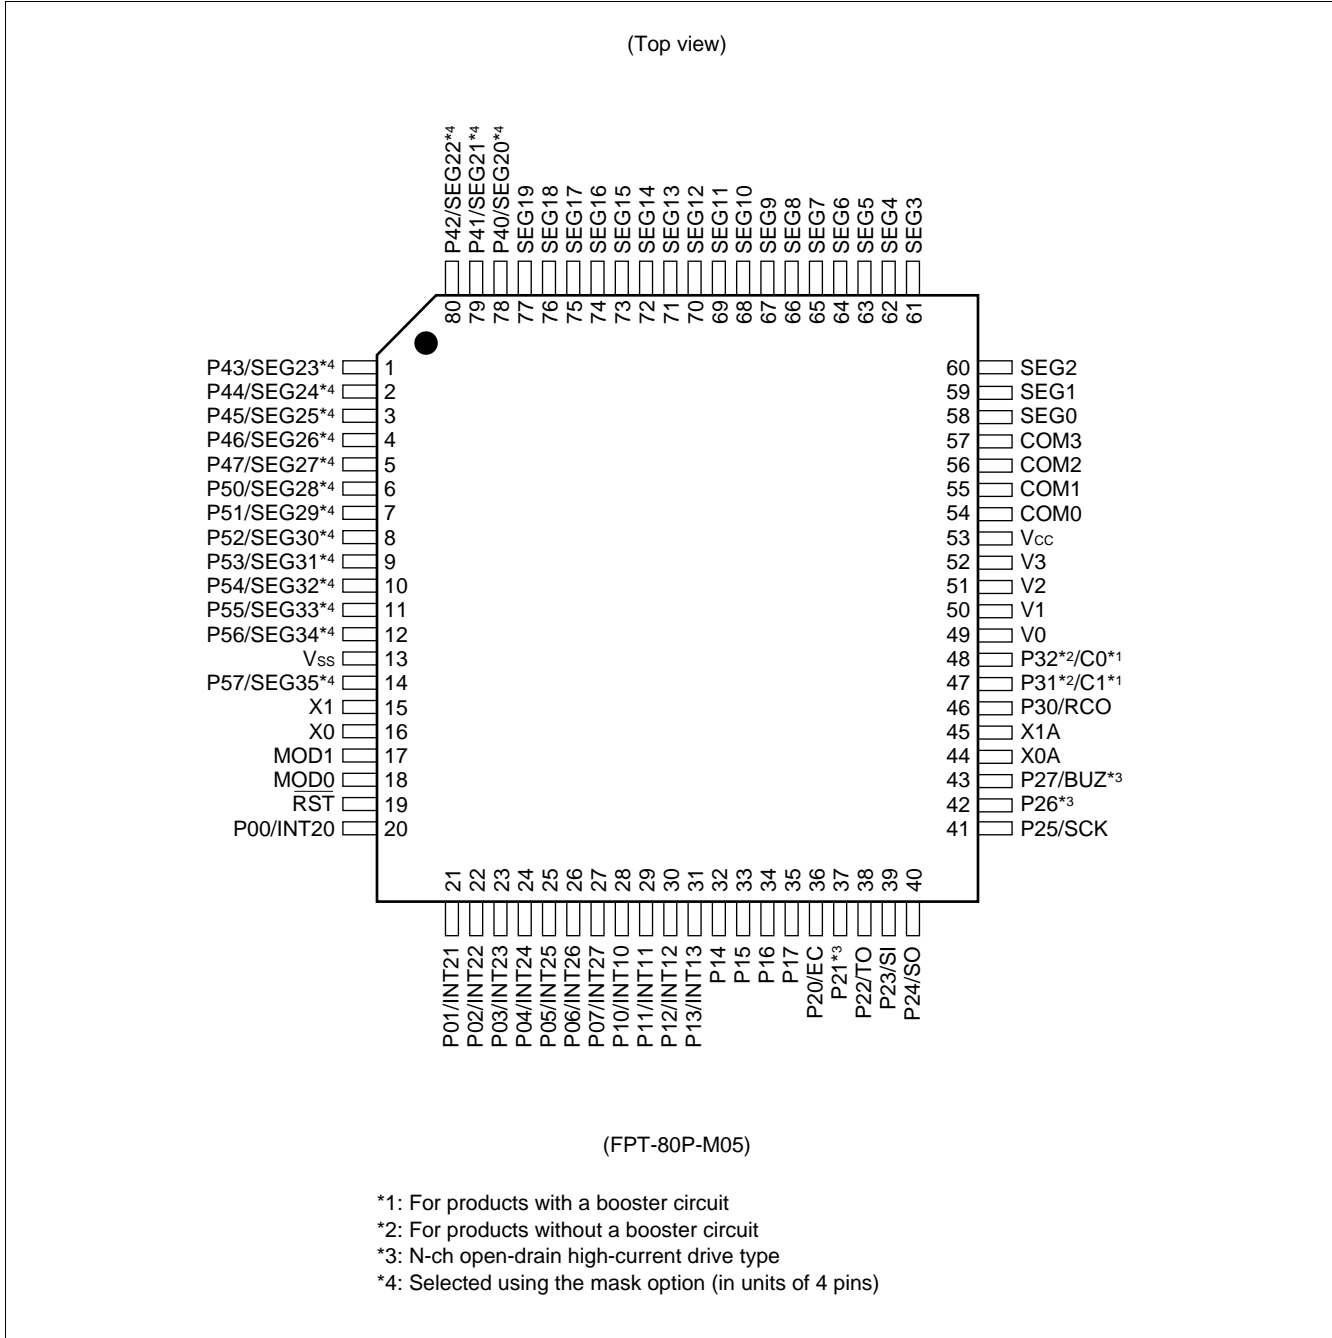 (Top view)
P42/SEG22*4
P41/SEG21*4
P40/SEG20*4
SEG19
SEG18
SEG17
SEG16
SEG15
SEG14
SEG13
SEG12
SEG11
SEG10
SEG9
SEG8
SEG7
SEG6
SEG5
SEG4
SEG3
80 79 78 77 76 75 74 73 72 71 70 69 68 67 66 65 64 63 62 61
P43/SEG23*4 1 60 SEG2
P44/SEG24*4 2 59 SEG1
P45/SEG25*4 3 58 SEG0
P46/SEG26*4 4 57 COM3
P47/SEG27*4 5 56 COM2
P50/SEG28*4 6 55 COM1
P51/SEG29*4 7 54 COM0
P52/SEG30*4 8 53 VCC
P53/SEG31*4 9 52 V3
P54/SEG32*4 10 51 V2
P55/SEG33*4 11 50 V1
P56/SEG34*4 12 49 V0
VSS 13 48 P32*2/C0*1
P57/SEG35*4 14 47 P31*2/C1*1
X1 15 46 P30/RCO
X0 16 45 X1A
MOD1 17 44 X0A
MOD0 18 43 P27/BUZ*3
RST 19 42 P26*3
P00/INT20 20 41 P25/SCK
21 22 23 24 25 26 27 28 29 30 31 32 33 34 35 36 37 38 39 40
P01/INT21
P02/INT22
P03/INT23
P04/INT24
P05/INT25
P06/INT26
P07/INT27
P10/INT10
P11/INT11
P12/INT12
P13/INT13
P14
P15
P16
P17
P20/EC
P21*3
P22/TO
P23/SI
P24/SO
(FPT-80P-M05)
*1: For products with a booster circuit
*2: For products without a booster circuit
*3: N-ch open-drain high-current drive type
*4: Selected using the mask option (in units of 4 pins)